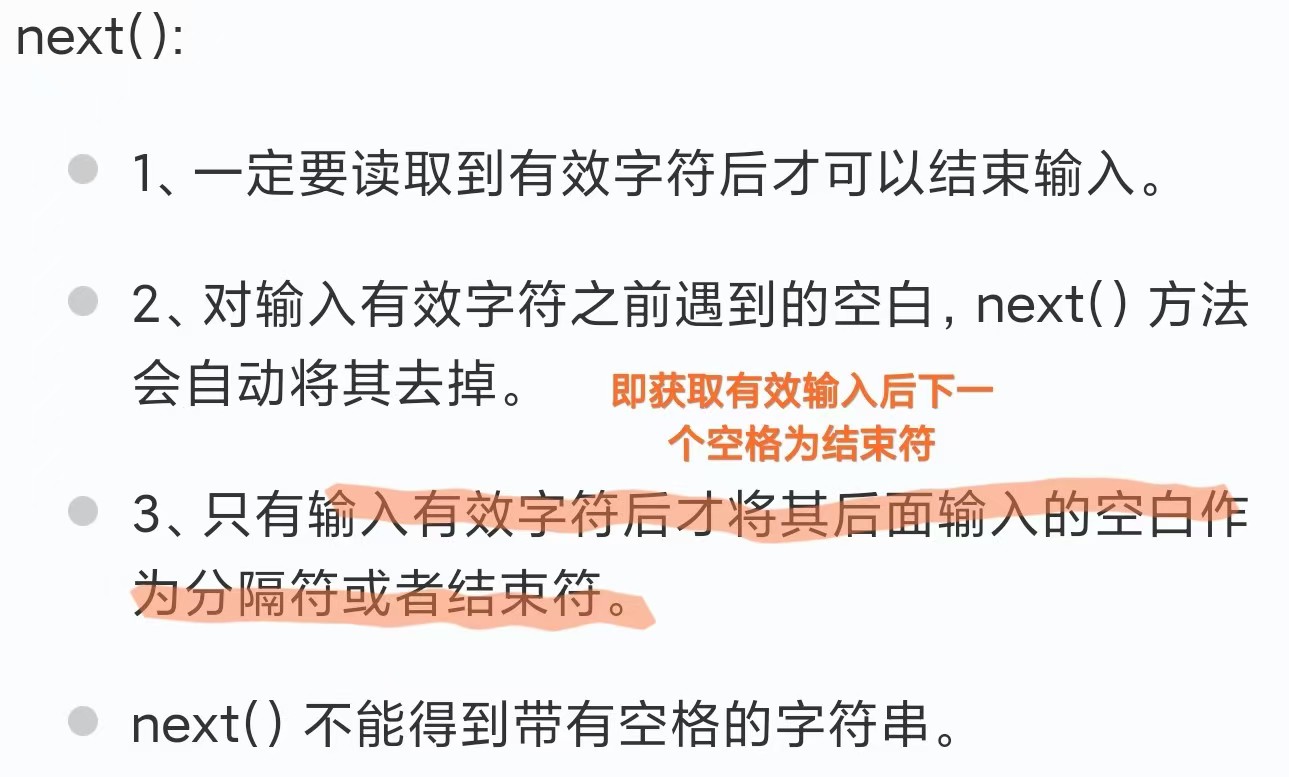 next():
1、一定要读取到有效字符后才可以结束输入。
2、对输入有效字符之前遇到的空白, next() 方法
会自动将其去掉。
即获取有效输入后下一
个空格为结束符
3、只有输入有效字符后才将其后面输入的空白作
为分隔符或者结束符。
next() 不能得到带有空格的字符串。